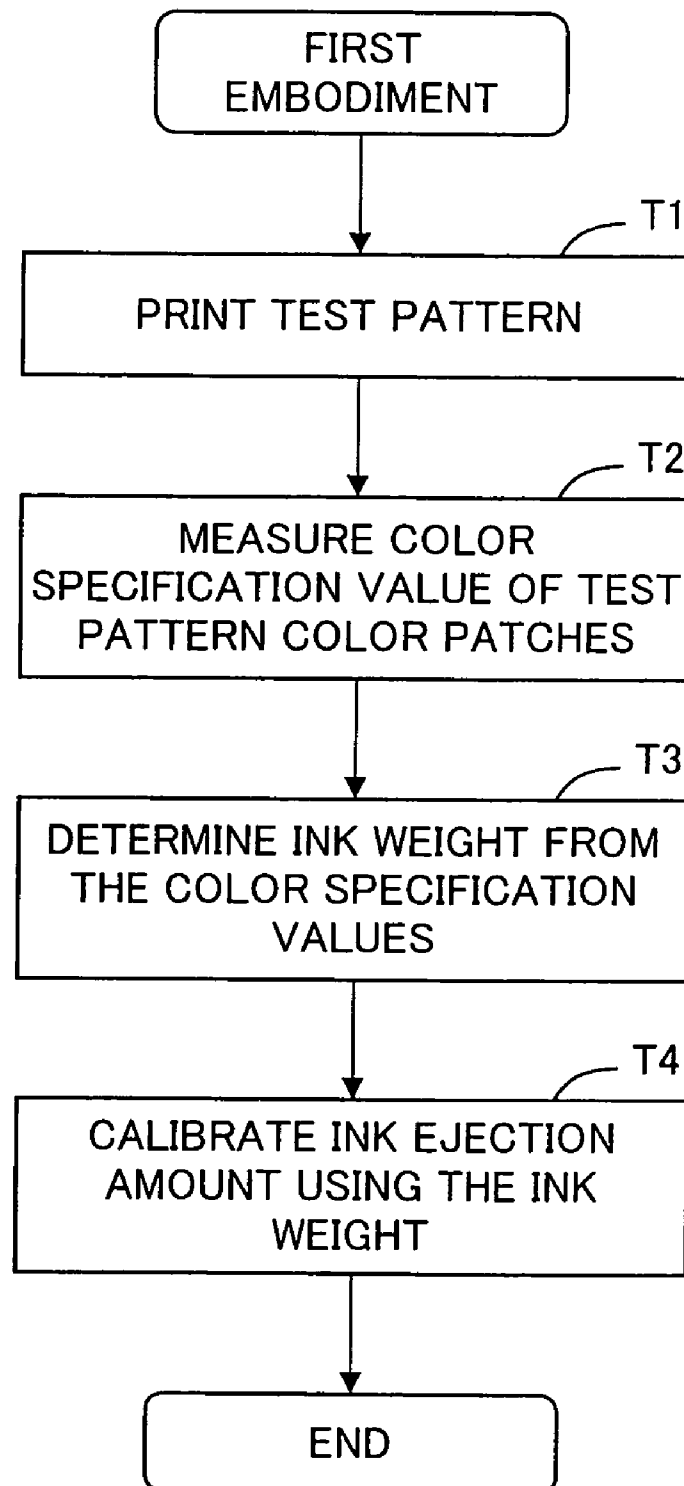 FIRST
EMBODIMENT
T1
PRINT TEST PATTERN
T2
MEASURE COLOR
SPECIFICATION VALUE OF TEST
PATTERN COLOR PATCHES
T3
DETERMINE INK WEIGHT FROM
THE COLOR SPECIFICATION
VALUES
T4
CALIBRATE INK EJECTION
AMOUNT USING THE INK
WEIGHT
END